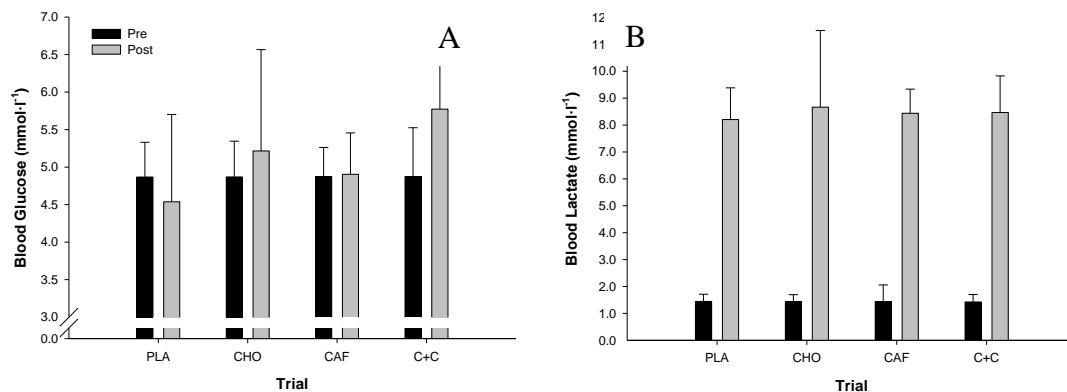 7.0
6.5
6.0
5.5
5.0
4.5
4.0
3.5
3.0
0.0
Blood Glucose (mmol·l⁻¹)
Pre
Post
A
PLA
CHO
CAF
C+C
Trial
12
11
10.0
9.0
8.0
7.0
6.0
5.0
4.0
3.0
2.0
1.0
0.0
Blood Lactate (mmol·l⁻¹)
B
PLA
CHO
CAF
C+C
Trial